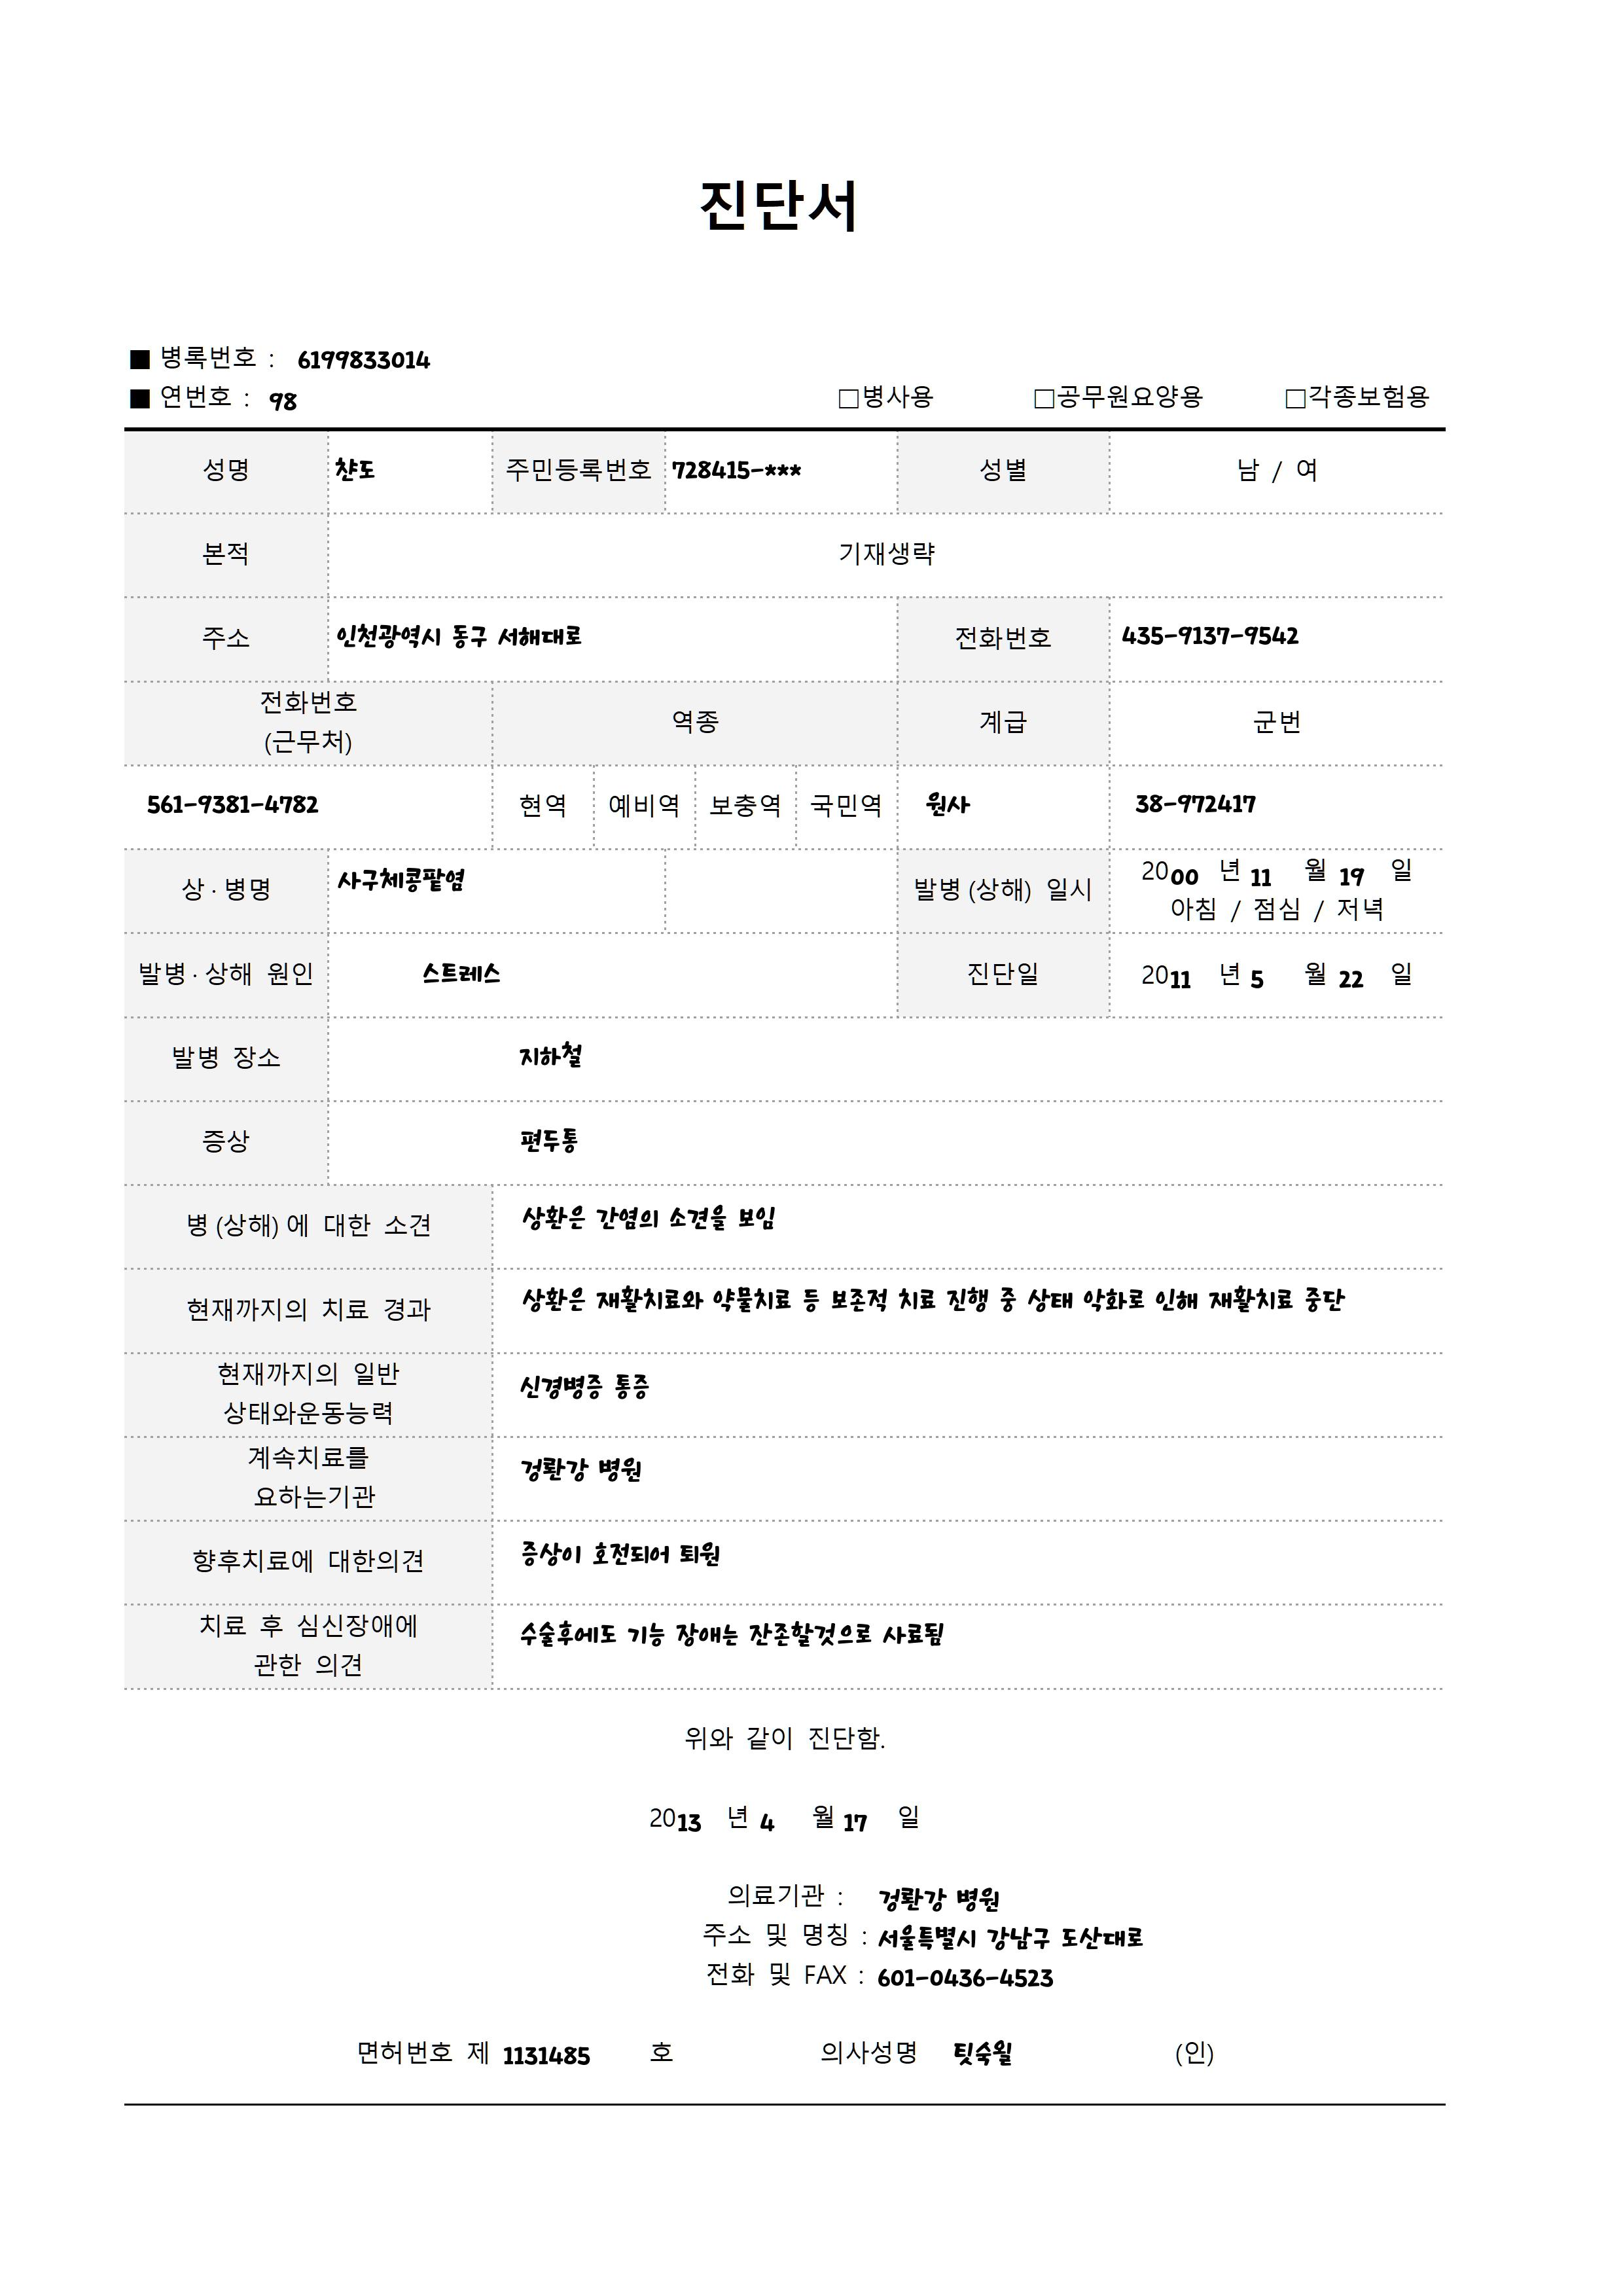 진단서
■ 병록번호 : 6199833014
■ 연번호 : 98 □병사용 □공무원요양용 □각종보험용
성명 챤도 주민등록번호 728415-*** 성별 남 / 여
본적 기재생략
주소 인천광역시 동구 서해대로 전화번호 435-9137-9542
전화번호
(근무처) 역종 계급 군번
561-9381-4782 현역 예비역 보충역 국민역 원사 38-972417
상·병명 사구체콩팥염 발병(상해) 일시 2000 년 11 월 19 일
아침 / 점심 / 저녁
발병·상해 원인 스트레스 진단일 2011 년 5 월 22 일
발병 장소 지하철
증상 편두통
병(상해)에 대한 소견 상환은 간염의 소견을 보임
현재까지의 치료 경과 상환은 재활치료와 약물치료 등 보존적 치료 진행 중 상태 악화로 인해 재활치료 중단
현재까지의 일반
상태와운동능력 신경병증 통증
계속치료를
요하는기관 겅롼강 병원
향후치료에 대한의견 증상이 호전되어 퇴원
치료 후 심신장애에
관한 의견 수술후에도 기능 장애는 잔존할것으로 사료됨
위와 같이 진단함.
2013 년 4 월 17 일
의료기관 : 겅롼강 병원
주소 및 명칭 : 서울특별시 강남구 도산대로
전화 및 FAX : 601-0436-4523
면허번호 제 1131485 호 의사성명 팃숙윌 (인)